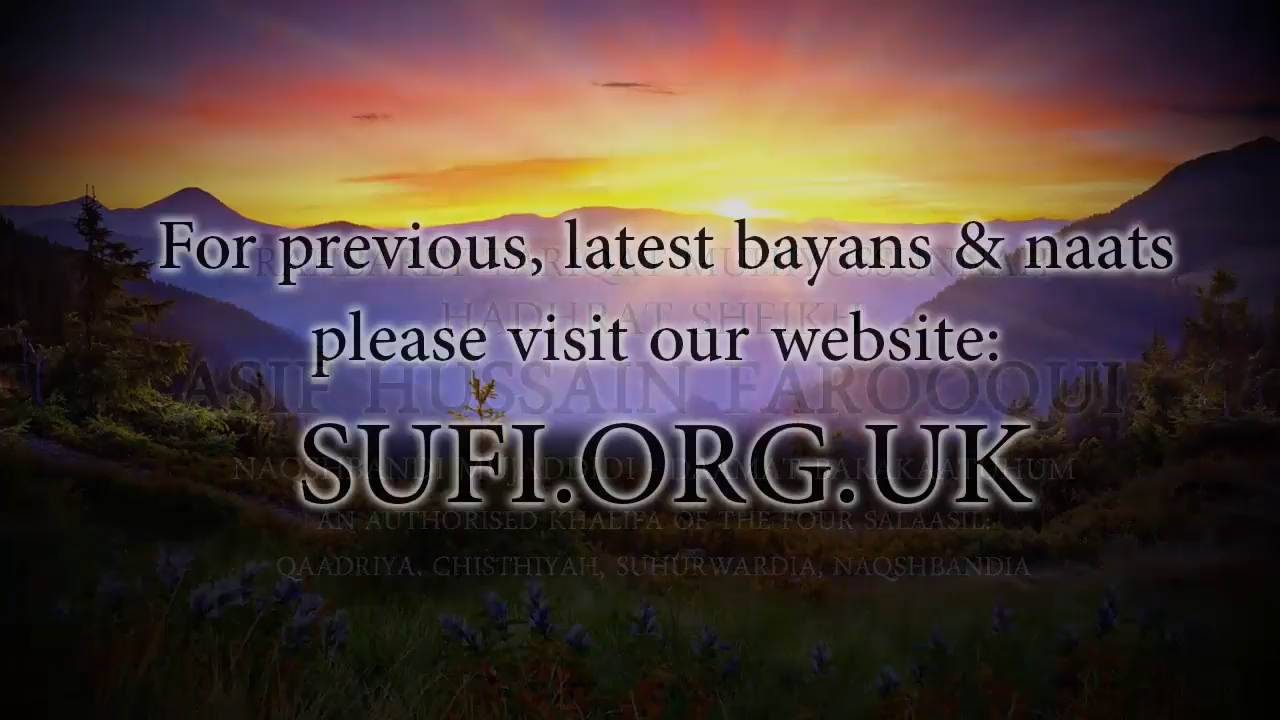 For previous, latest bayans & naats
HADHRAT SHEIKH
please visit our website:
ASIF HUSSAIN FAROOQUI
SUFI.ORG.UK
AN AUTHORISED KHALIFA OF THE FOUR SALAASIL:
QAADRIYA, CHISTHIYAH, SUHURWARDIA, NAQSHBANDIA